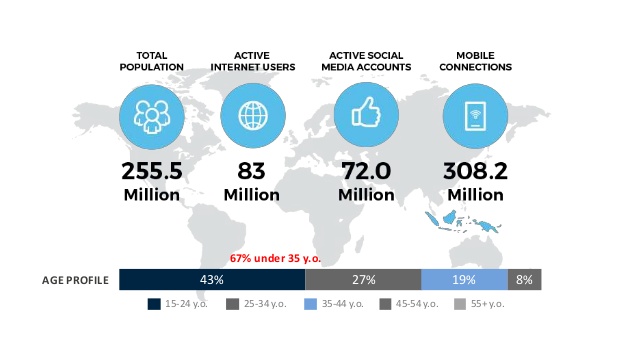 TOTAL
POPULATION
ACTIVE
INTERNET USERS
ACTIVE SOCIAL
MEDIA ACCOUNTS
MOBILE
CONNECTIONS
255.5
Million
83
Million
72.0
Million
308.2
Million
67% under 35 y.o.
AGE PROFILE 43% 27% 19% 8%
15-24 y.o. 25-34 y.o. 35-44 y.o. 45-54 y.o. 55+ y.o.